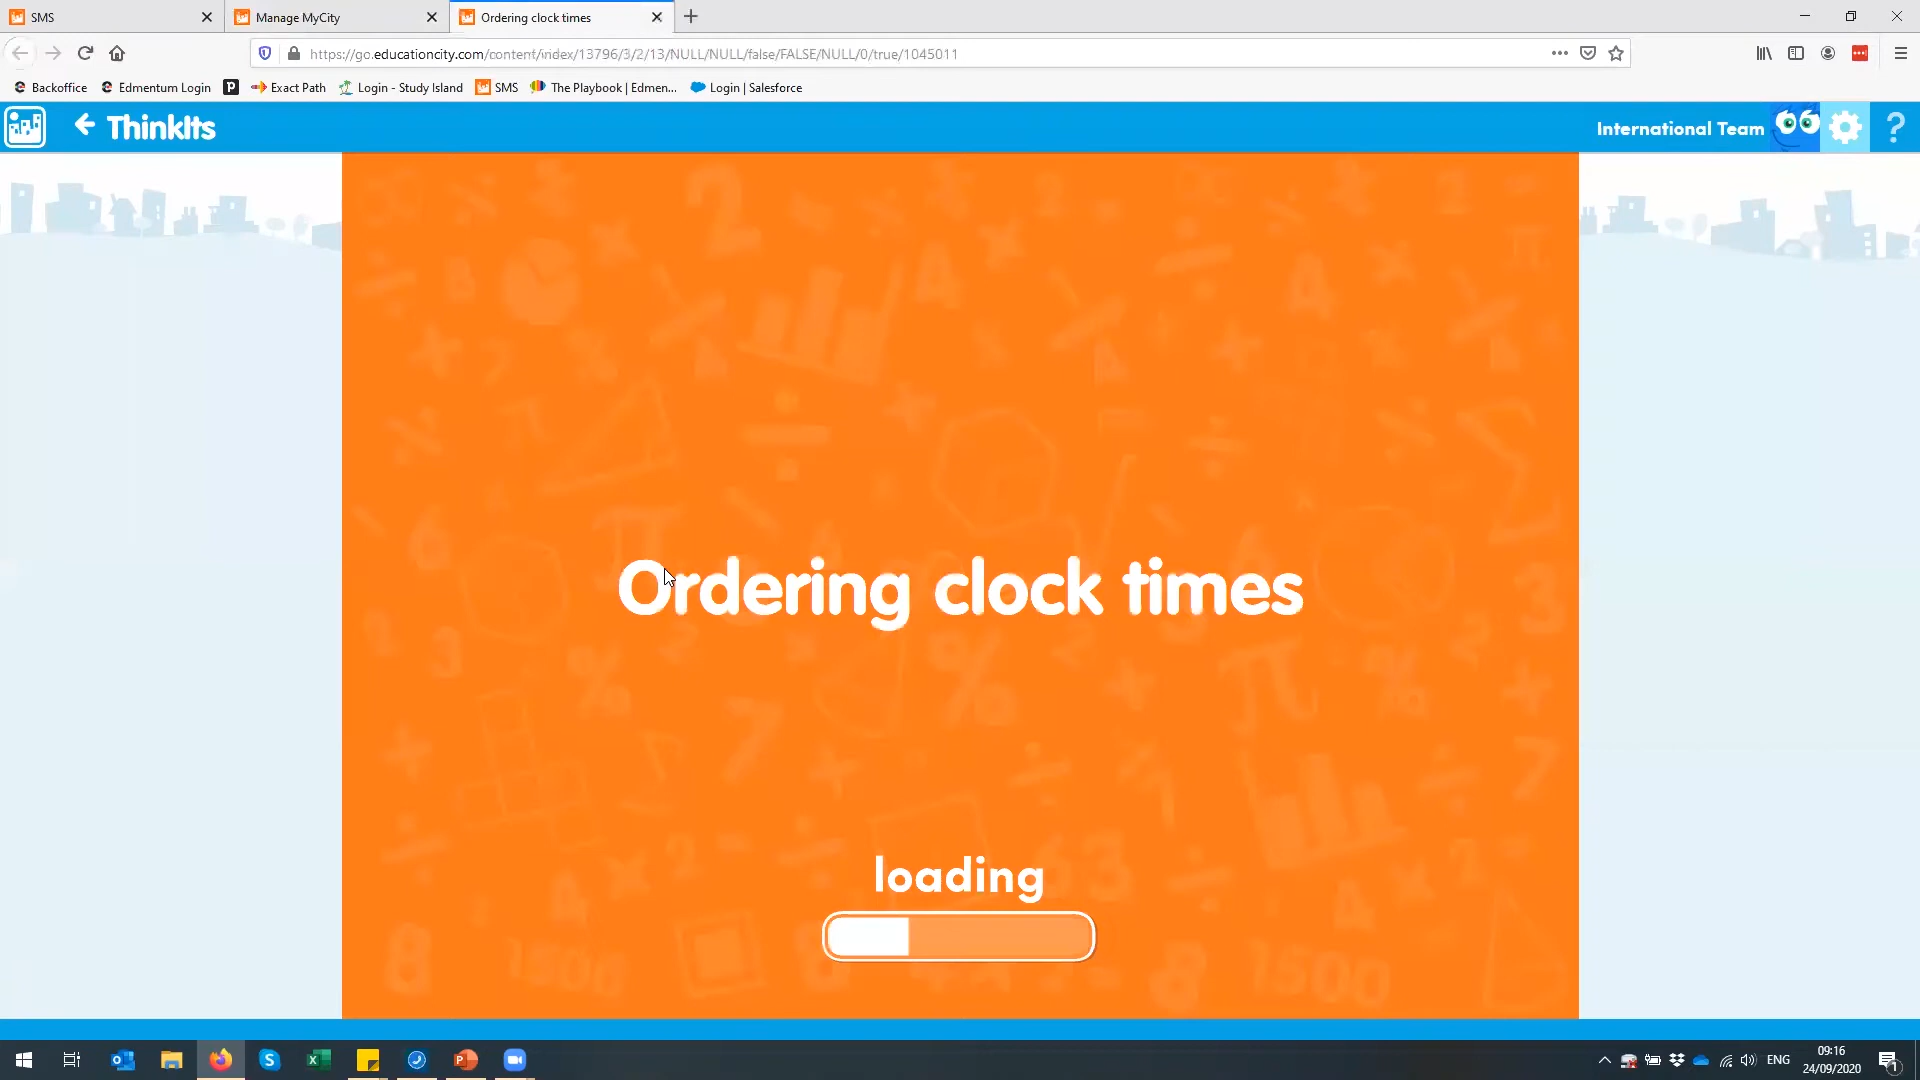 SMS
Manage MyCity
Ordering clock times
https://go.educationcity.com/content/index/13796/3/2/13/NULL/NULL/false/FALSE/NULL/0/true/1045011
Backoffice
Edmentum Login
Exact Path
Login - Study Island
SMS
The Playbook | Edmen...
Login | Salesforce
ThinkIts
International Team
?
Ordering clock times
loading
ENG
09:16
24/09/2020